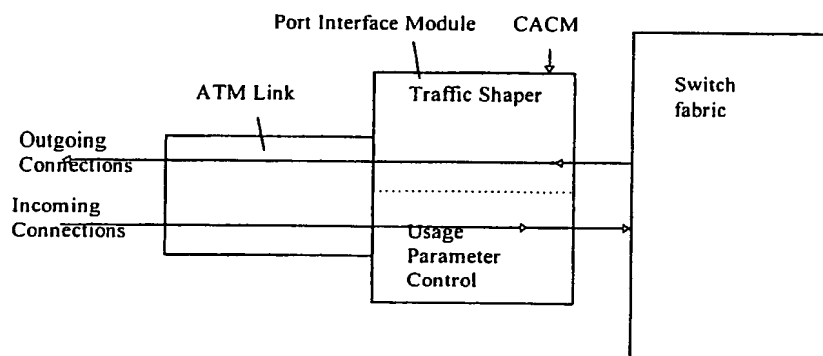 Port Interface Module
CACM
ATM Link
Traffic Shaper
Switch
fabric
Outgoing
Connections
Incoming
Connections
Usage
Parameter
Control